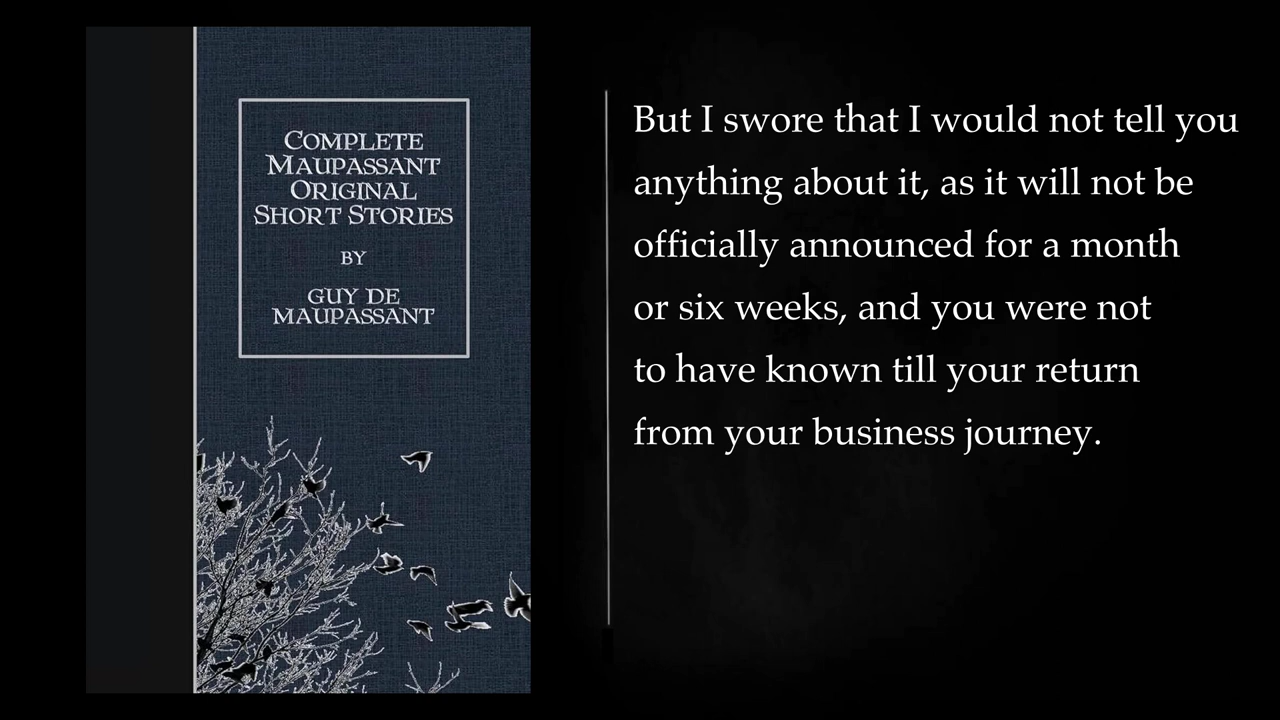 COMPLETE
MAUPASSANT
ORIGINAL
SHORT STORIES
BY
GUY DE
MAUPASSANT
But I swore that I would not tell you
anything about it, as it will not be
officially announced for a month
or six weeks, and you were not
to have known till your return
from your business journey.